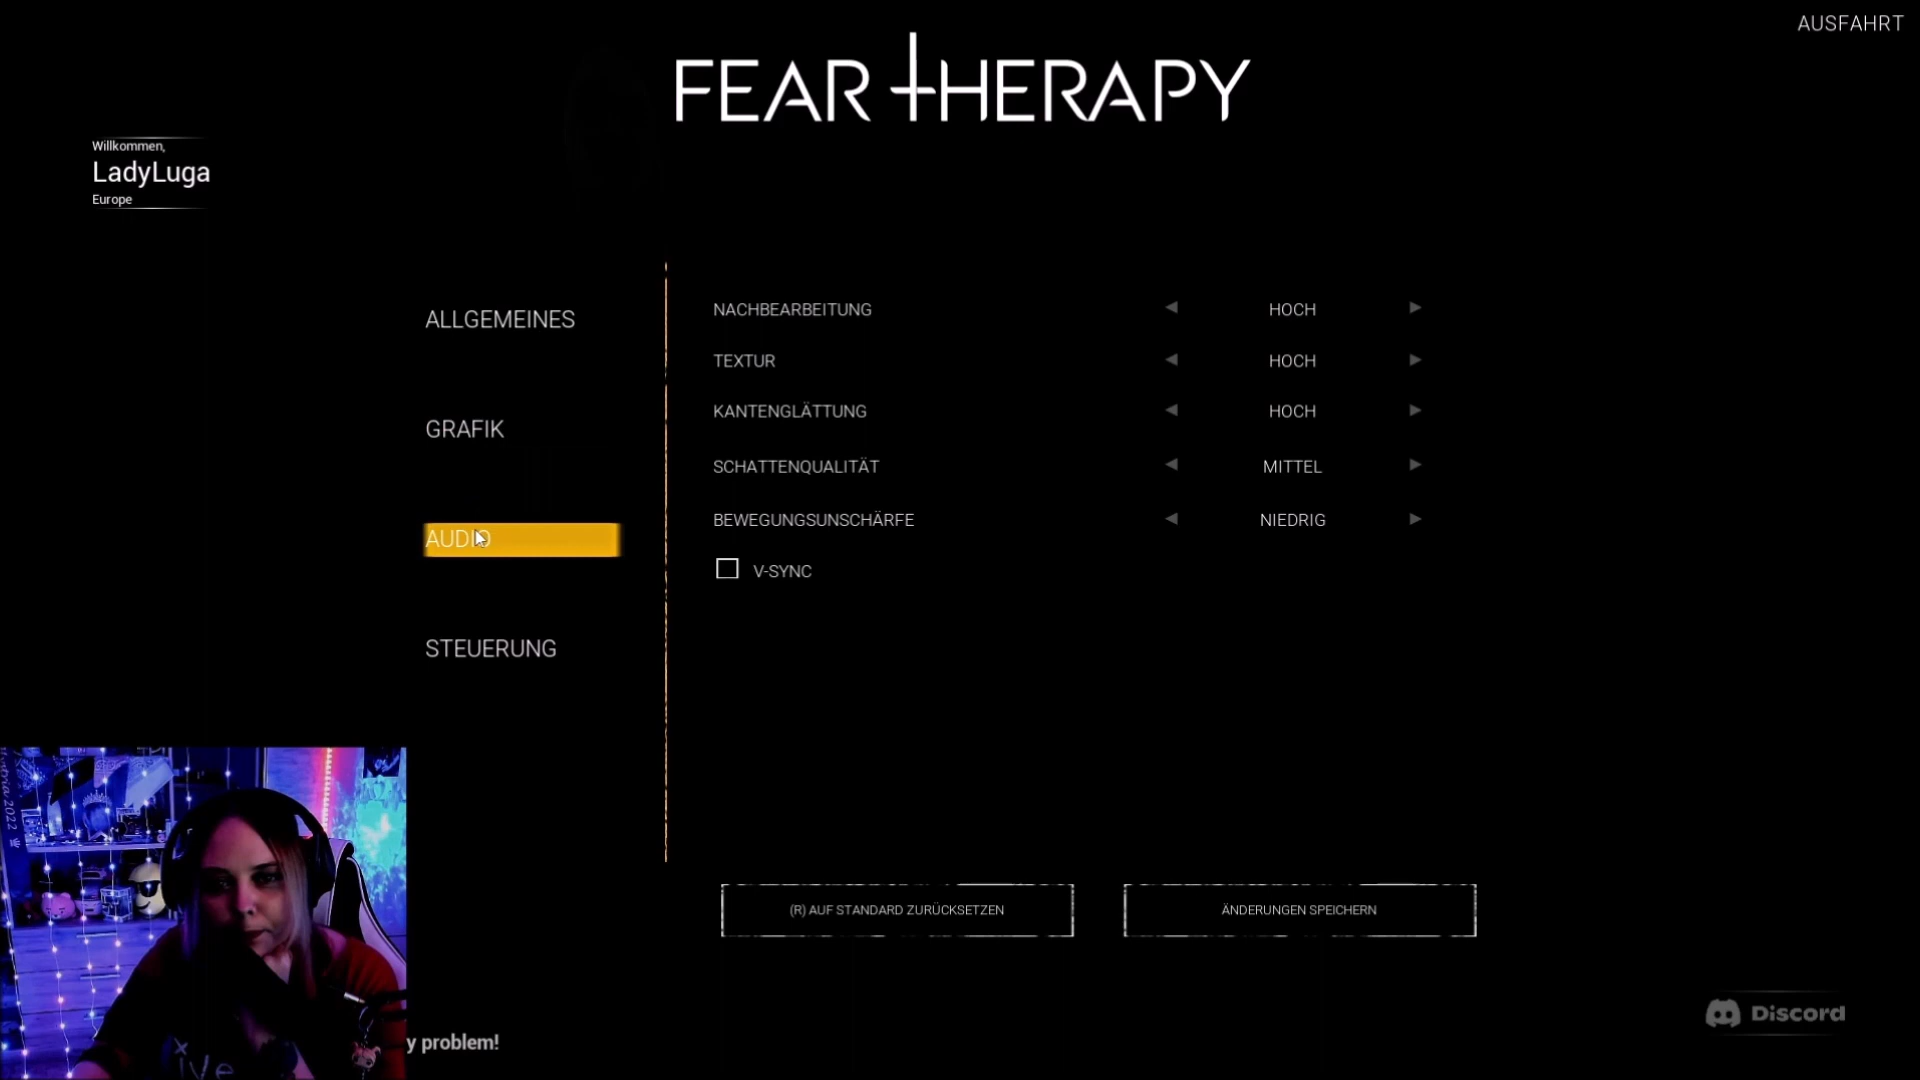 AUSFAHRT
FEAR THERAPY
Willkommen,
LadyLuga
Europe
ALLGEMEINES
GRAFIK
AUDIO
STEUERUNG
NACHBEARBEITUNG HOCH
TEXTUR HOCH
KANTENGLÄTTUNG HOCH
SCHATTENQUALITÄT MITTEL
BEWEGUNGSUNSCHÄRFE NIEDRIG
V-SYNC
(R) AUF STANDARD ZURÜCKSETZEN
ÄNDERUNGEN SPEICHERN
Discord
y problem!
2022